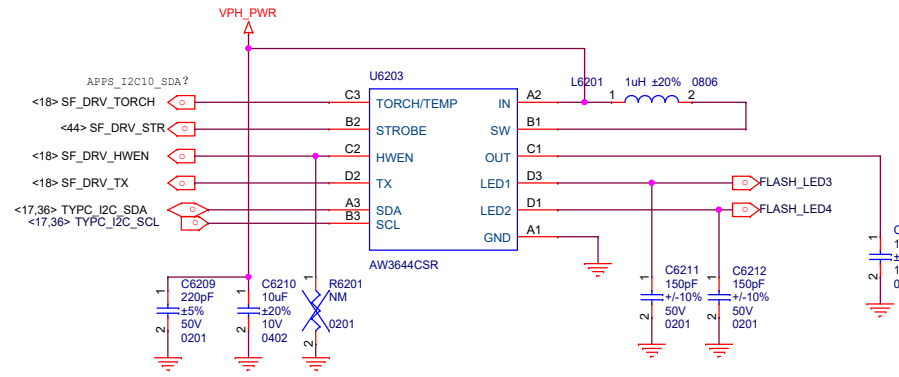 VPH_PWR
APPS_I2C10_SDA?
U6203
L6201 1uH ±20% 0806
<18> SF_DRV_TORCH C3 TORCH/TEMP IN A2 1 2
<44> SF_DRV_STR B2 STROBE SW B1
<18> SF_DRV_HWEN C2 HWEN OUT C1
<18> SF_DRV_TX D2 TX LED1 D3 FLASH_LED3
<17,36> TYPC_I2C_SDA A3 SDA LED2 D1 FLASH_LED4
<17,36> TYPC_I2C_SCL B3 SCL
GND A1
AW3644CSR
1 C6209 2
220pF
±5%
50V
0201
1 C6210 2
10uF
±20%
10V
0402
1 R6201 2
NM
0201
1 C6211 2
150pF
+/-10%
50V
0201
1 C6212 2
150pF
+/-10%
50V
0201
1 2